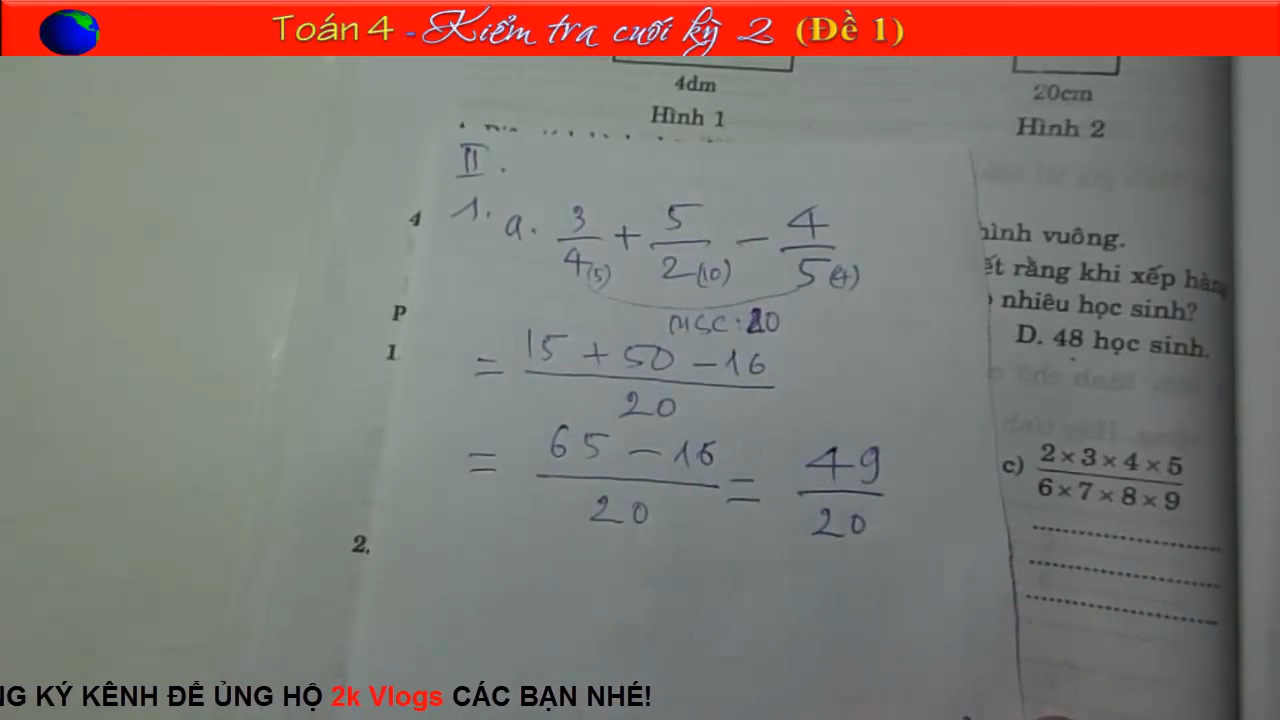 Toán 4 - Kiểm tra cuối kỳ 2 (Đề 1)
4dm
20cm
Hình 1
Hình 2
II.
1. a. 3/4(5) + 5/2(10) - 4/5(4)
MSC: 20
= (15 + 50 - 16)/20
= (65 - 16)/20 = 49/20
4
P
1
2.
hình vuông.
ết rằng khi xếp hàng
nhiêu học sinh?
D. 48 học sinh.
c) (2 × 3 × 4 × 5)/(6 × 7 × 8 × 9)
NG KÝ KÊNH ĐỂ ỦNG HỘ 2k Vlogs CÁC BẠN NHÉ!